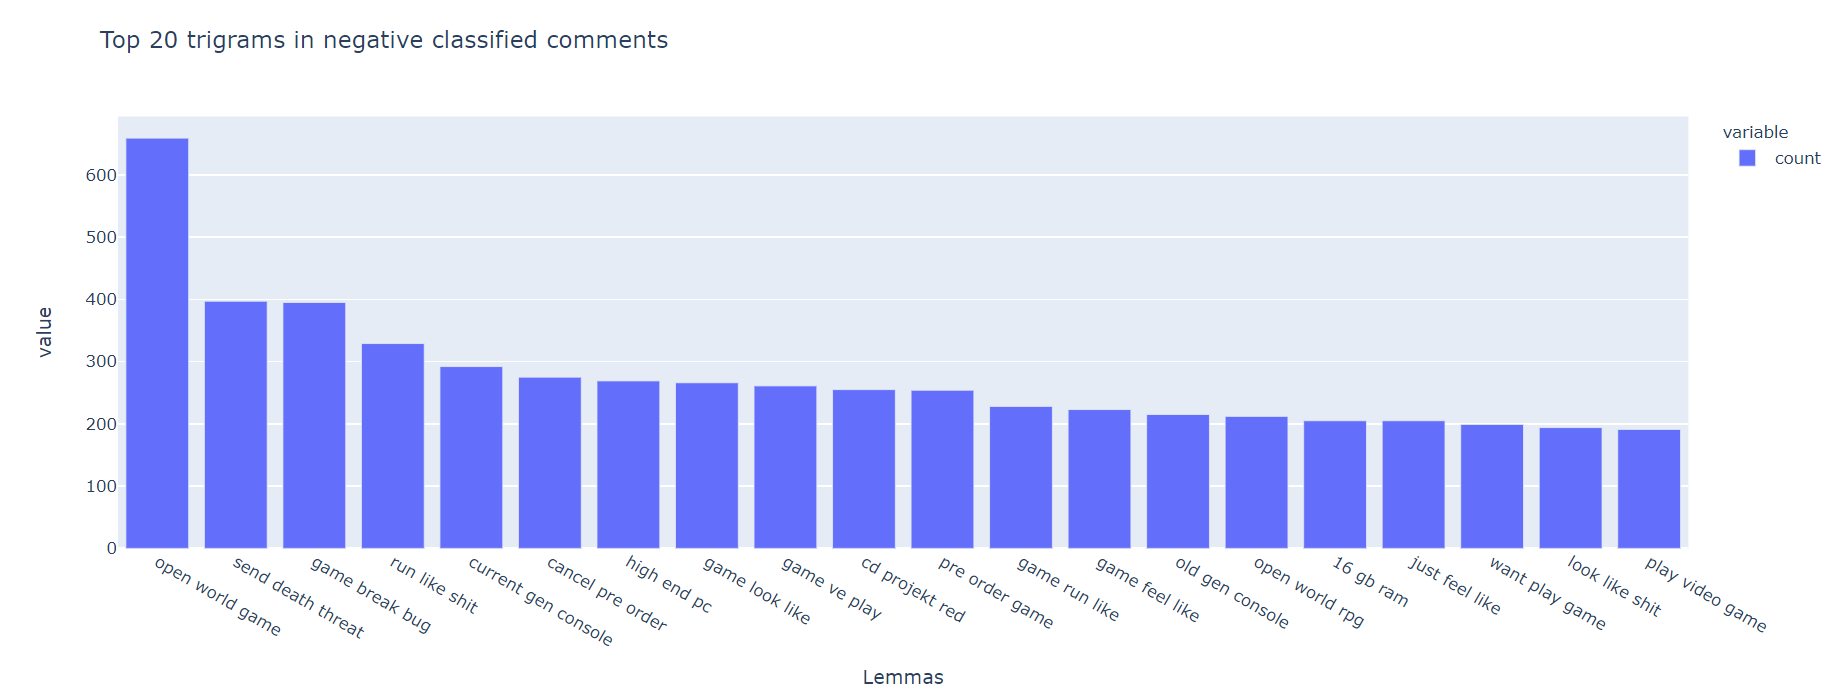 Top 20 trigrams in negative classified comments
variable
count
value
600
500
400
300
200
100
0
open world game
send death threat
game break bug
run like shit
current gen console
cancel pre order
high end pc
game look like
game ve play
cd projekt red
pre order game
game run like
game feel like
old gen console
open world rpg
16 gb ram
just feel like
want play game
look like shit
play video game
Lemmas